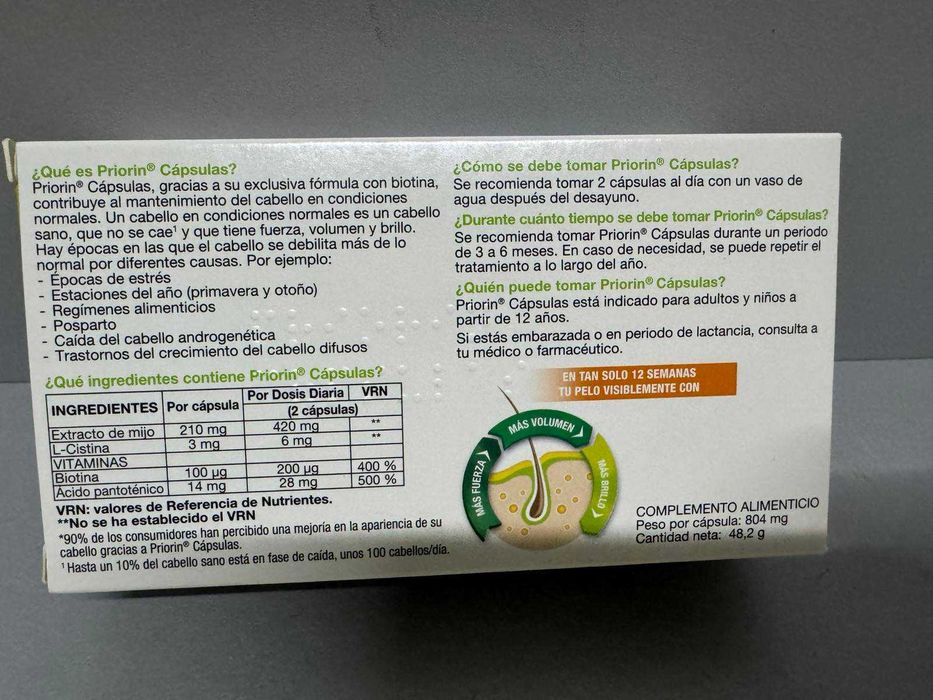 ¿Qué es Priorin® Cápsulas?
Priorin® Cápsulas, gracias a su exclusiva fórmula con biotina,
contribuye al mantenimiento del cabello en condiciones
normales. Un cabello en condiciones normales es un cabello
sano, que no se cae¹ y que tiene fuerza, volumen y brillo.
Hay épocas en las que el cabello se debilita más de lo
normal por diferentes causas. Por ejemplo:
- Épocas de estrés
- Estaciones del año (primavera y otoño)
- Regímenes alimenticios
- Posparto
- Caída del cabello androgenética
- Trastornos del crecimiento del cabello difusos
¿Qué ingredientes contiene Priorin® Cápsulas?
INGREDIENTES Por cápsula Por Dosis Diaria (2 cápsulas) VRN
Extracto de mijo 210 mg 420 mg **
L-Cistina 3 mg 6 mg **
VITAMINAS
Biotina 100 µg 200 µg 400 %
Ácido pantoténico 14 mg 28 mg 500 %
VRN: valores de Referencia de Nutrientes.
**No se ha establecido el VRN
*90% de los consumidores han percibido una mejoría en la apariencia de su
cabello gracias a Priorin® Cápsulas.
¹ Hasta un 10% del cabello sano está en fase de caída, unos 100 cabellos/día.
¿Cómo se debe tomar Priorin® Cápsulas?
Se recomienda tomar 2 cápsulas al día con un vaso de
agua después del desayuno.
¿Durante cuánto tiempo se debe tomar Priorin® Cápsulas?
Se recomienda tomar Priorin® Cápsulas durante un periodo
de 3 a 6 meses. En caso de necesidad, se puede repetir el
tratamiento a lo largo del año.
¿Quién puede tomar Priorin® Cápsulas?
Priorin® Cápsulas está indicado para adultos y niños a
partir de 12 años.
Si estás embarazada o en periodo de lactancia, consulta a
tu médico o farmacéutico.
EN TAN SOLO 12 SEMANAS
TU PELO VISIBLEMENTE CON
MÁS FUERZA
MÁS VOLUMEN
MÁS BRILLO
COMPLEMENTO ALIMENTICIO
Peso por cápsula: 804 mg
Cantidad neta: 48,2 g